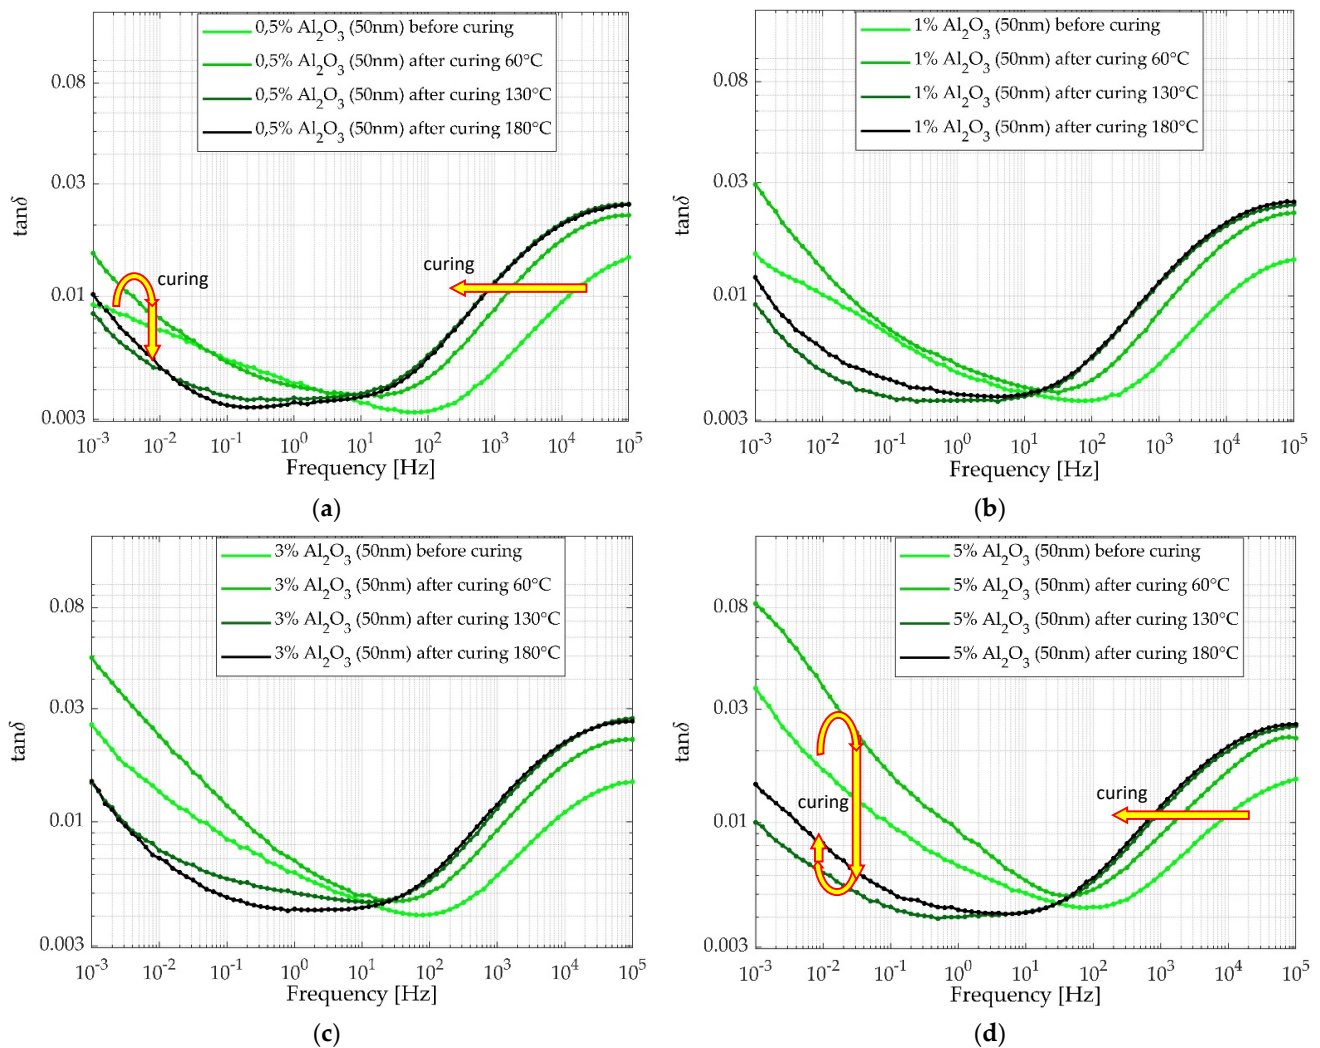 0,5% Al2O3 (50nm) before curing
0,5% Al2O3 (50nm) after curing 60°C
0,5% Al2O3 (50nm) after curing 130°C
0,5% Al2O3 (50nm) after curing 180°C
0.08
0.03
0.01
0.003
tanδ
curing
curing
10-3 10-2 10-1 100 101 102 103 104 105
Frequency [Hz]
(a)
1% Al2O3 (50nm) before curing
1% Al2O3 (50nm) after curing 60°C
1% Al2O3 (50nm) after curing 130°C
1% Al2O3 (50nm) after curing 180°C
0.08
0.03
0.01
0.003
tanδ
10-3 10-2 10-1 100 101 102 103 104 105
Frequency [Hz]
(b)
3% Al2O3 (50nm) before curing
3% Al2O3 (50nm) after curing 60°C
3% Al2O3 (50nm) after curing 130°C
3% Al2O3 (50nm) after curing 180°C
0.08
0.03
0.01
0.003
tanδ
10-3 10-2 10-1 100 101 102 103 104 105
Frequency [Hz]
(c)
5% Al2O3 (50nm) before curing
5% Al2O3 (50nm) after curing 60°C
5% Al2O3 (50nm) after curing 130°C
5% Al2O3 (50nm) after curing 180°C
0.08
0.03
0.01
0.003
tanδ
curing
curing
10-3 10-2 10-1 100 101 102 103 104 105
Frequency [Hz]
(d)